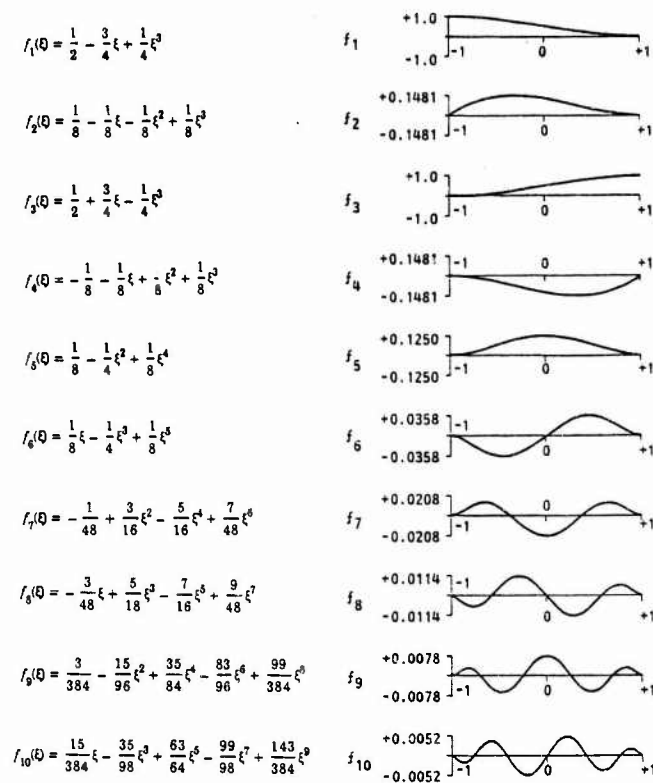 f₁(ξ) = 1/2 − 3/4 ξ + 1/4 ξ³
f₁ +1.0 -1.0 -1 0 +1
f₂(ξ) = 1/8 − 1/8 ξ − 1/8 ξ² + 1/8 ξ³
f₂ +0.1481 -0.1481 -1 0 +1
f₃(ξ) = 1/2 + 3/4 ξ − 1/4 ξ³
f₃ +1.0 -1.0 -1 0 +1
f₄(ξ) = − 1/8 − 1/8 ξ + /8 ξ² + 1/8 ξ³
f₄ +0.1481 -0.1481 -1 0 +1
f₅(ξ) = 1/8 − 1/4 ξ² + 1/8 ξ⁴
f₅ +0.1250 -0.1250 -1 0 +1
f₆(ξ) = 1/8 ξ − 1/4 ξ³ + 1/8 ξ⁵
f₆ +0.0358 -0.0358 -1 0 +1
f₇(ξ) = − 1/48 + 3/16 ξ² − 5/16 ξ⁴ + 7/48 ξ⁶
f₇ +0.0208 -0.0208 -1 0 +1
f₈(ξ) = − 3/48 ξ + 5/18 ξ³ − 7/16 ξ⁵ + 9/48 ξ⁷
f₈ +0.0114 -0.0114 -1 0 +1
f₉(ξ) = 3/384 − 15/96 ξ² + 35/84 ξ⁴ − 83/96 ξ⁶ + 99/384 ξ⁸
f₉ +0.0078 -0.0078 -1 0 +1
f₁₀(ξ) = 15/384 ξ − 35/98 ξ³ + 63/64 ξ⁵ − 99/98 ξ⁷ + 143/384 ξ⁹
f₁₀ +0.0052 -0.0052 -1 0 +1